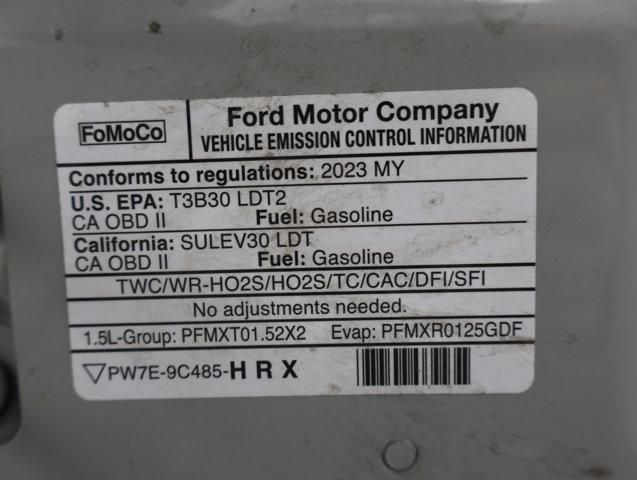 FoMoCo
Ford Motor Company
VEHICLE EMISSION CONTROL INFORMATION
Conforms to regulations: 2023 MY
U.S. EPA: T3B30 LDT2
CA OBD II Fuel: Gasoline
California: SULEV30 LDT
CA OBD II Fuel: Gasoline
TWC/WR-HO2S/HO2S/TC/CAC/DFI/SFI
No adjustments needed.
1.5L-Group: PFMXT01.52X2 Evap: PFMXR0125GDF
▽PW7E-9C485-H R X